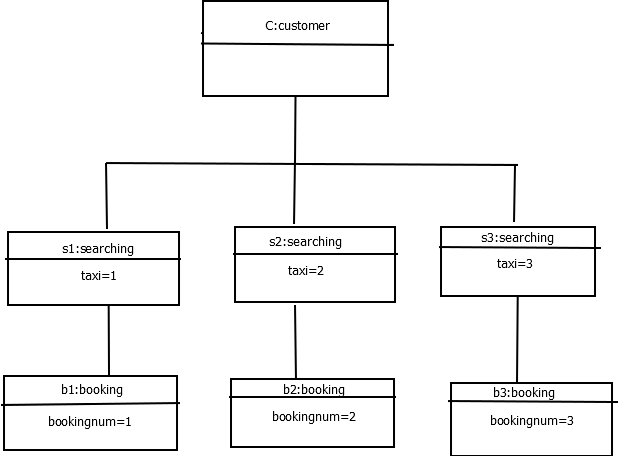 C:customer
s1:searching
taxi=1
s2:searching
taxi=2
s3:searching
taxi=3
b1:booking
bookingnum=1
b2:booking
bookingnum=2
b3:booking
bookingnum=3